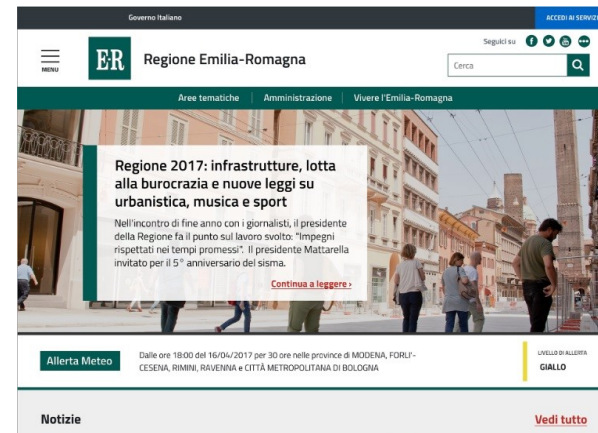 Governo Italiano
ACCEDI AI SERVIZI
MENU
E-R
Regione Emilia-Romagna
Seguici su
Cerca
Aree tematiche
Amministrazione
Vivere l'Emilia-Romagna
Regione 2017: infrastrutture, lotta
alla burocrazia e nuove leggi su
urbanistica, musica e sport
Nell'incontro di fine anno con i giornalisti, il presidente
della Regione fa il punto sul lavoro svolto: "Impegni
rispettati nei tempi promessi". Il presidente Mattarella
invitato per il 5° anniversario del sisma.
Continua a leggere ›
Allerta Meteo
Dalle ore 18:00 del 16/04/2017 per 30 ore nelle province di MODENA, FORLI'-
CESENA, RIMINI, RAVENNA e CITTÀ METROPOLITANA DI BOLOGNA
LIVELLO DI ALLERTA
GIALLO
Notizie
Vedi tutto